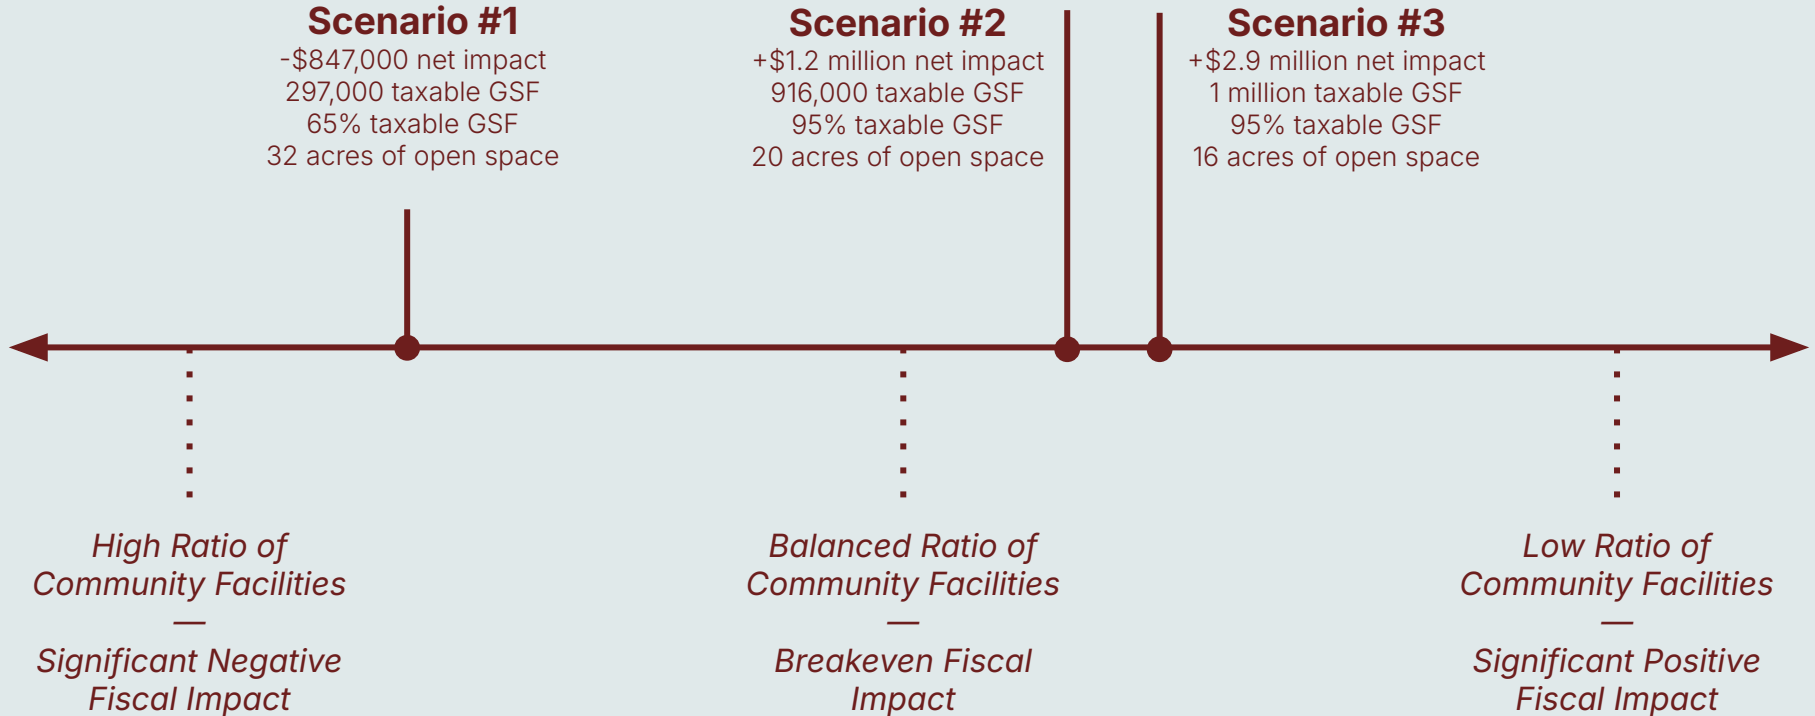 Scenario #1
-$847,000 net impact
297,000 taxable GSF
65% taxable GSF
32 acres of open space
Scenario #2
+$1.2 million net impact
916,000 taxable GSF
95% taxable GSF
20 acres of open space
Scenario #3
+$2.9 million net impact
1 million taxable GSF
95% taxable GSF
16 acres of open space
High Ratio of
Community Facilities
—
Significant Negative
Fiscal Impact
Balanced Ratio of
Community Facilities
—
Breakeven Fiscal
Impact
Low Ratio of
Community Facilities
—
Significant Positive
Fiscal Impact